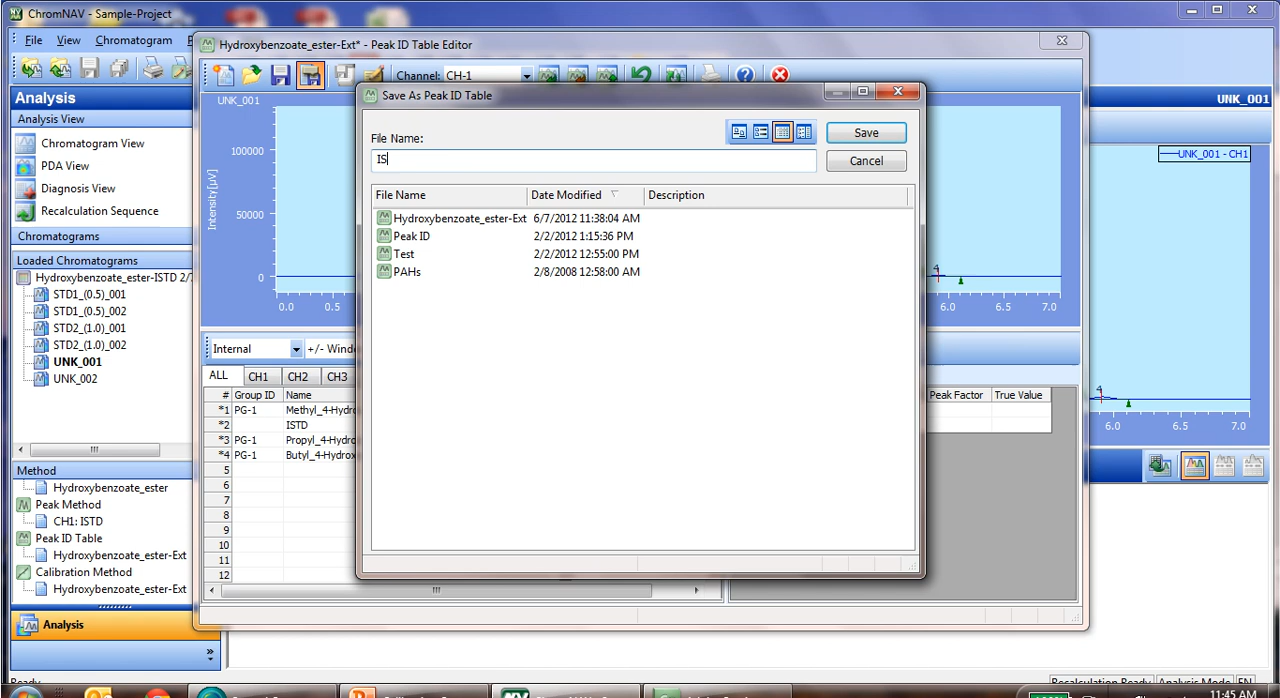 ChromNAV - Sample-Project
File View Chromatogram
Analysis
Analysis View
Chromatogram View
PDA View
Diagnosis View
Recalculation Sequence
Chromatograms
Loaded Chromatograms
Hydroxybenzoate_ester-ISTD 2/
STD1_(0.5)_001
STD1_(0.5)_002
STD2_(1.0)_001
STD2_(1.0)_002
UNK_001
UNK_002
Method
Hydroxybenzoate_ester
Peak Method
CH1: ISTD
Peak ID Table
Hydroxybenzoate_ester-Ext
Calibration Method
Hydroxybenzoate_ester-Ext
Analysis
Hydroxybenzoate_ester-Ext* - Peak ID Table Editor
Channel: CH-1
UNK_001
Intensity[µV]
100000
50000
0
0.0 0.5
4
6.0 6.5 7.0
Internal +/-
ALL CH1 CH2 CH3
# Group ID Name
*1 PG-1
*2 ISTD
*3 PG-1
*4 PG-1
5
6
7
8
9
10
11
12
Peak Factor True Value
Save As Peak ID Table
File Name:
IS
Save
Cancel
File Name Date Modified Description
Hydroxybenzoate_ester-Ext 6/7/2012 11:38:04 AM
Peak ID 2/2/2012 1:15:36 PM
Test 2/2/2012 12:55:00 PM
PAHs 2/8/2008 12:58:00 AM
UNK_001
UNK_001 - CH1
4
6.0 6.5 7.0
Ready
Recalculation Ready Analysis Mode EN
11:45 AM